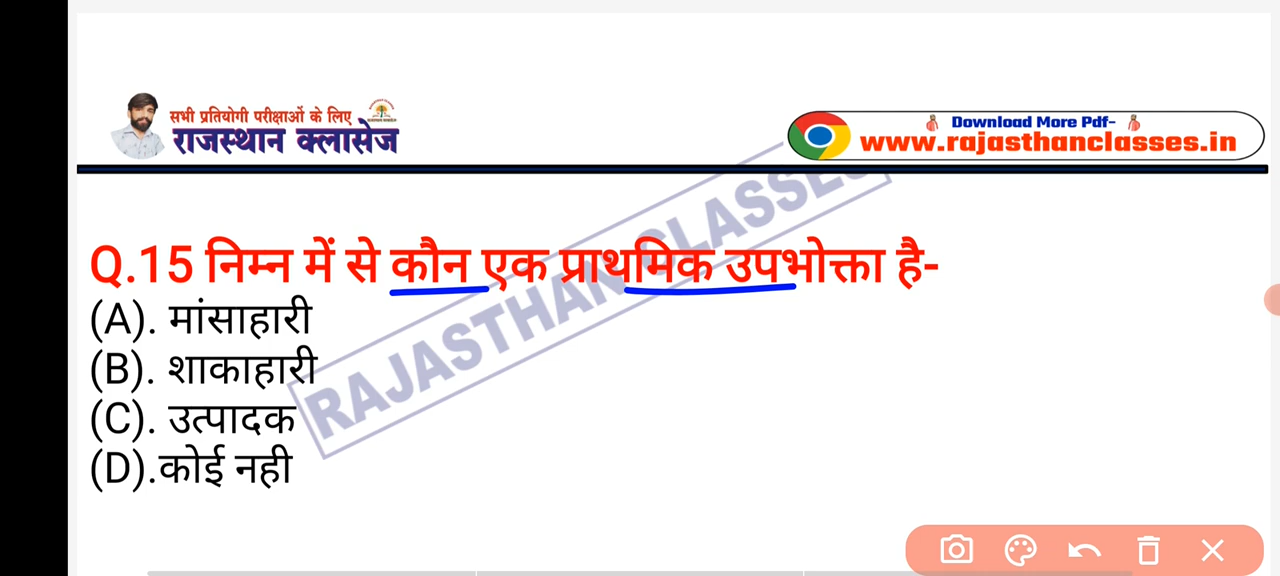 सभी प्रतियोगी परीक्षाओं के लिए
राजस्थान क्लासेज
Download More Pdf-
www.rajasthanclasses.in
RAJASTHAN CLASSES
Q.15 निम्न में से कौन एक प्राथमिक उपभोक्ता है-
(A). मांसाहारी
(B). शाकाहारी
(C). उत्पादक
(D).कोई नही